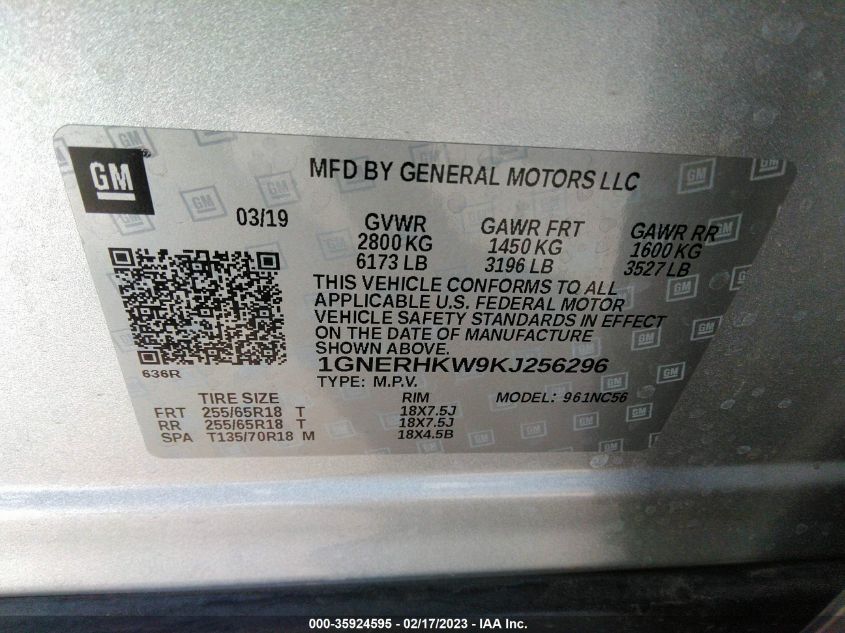 GM
MFD BY GENERAL MOTORS LLC
03/19
GVWR GAWR FRT GAWR RR
2800 KG 1450 KG 1600 KG
6173 LB 3196 LB 3527 LB
THIS VEHICLE CONFORMS TO ALL
APPLICABLE U.S. FEDERAL MOTOR
VEHICLE SAFETY STANDARDS IN EFFECT
ON THE DATE OF MANUFACTURE
SHOWN ABOVE.
636R
1GNERHKW9KJ256296
TYPE: M.P.V.
TIRE SIZE RIM MODEL: 961NC56
FRT 255/65R18 T 18X7.5J
RR 255/65R18 T 18X7.5J
SPA T135/70R18 M 18X4.5B
000-35924595 - 02/17/2023 - IAA Inc.